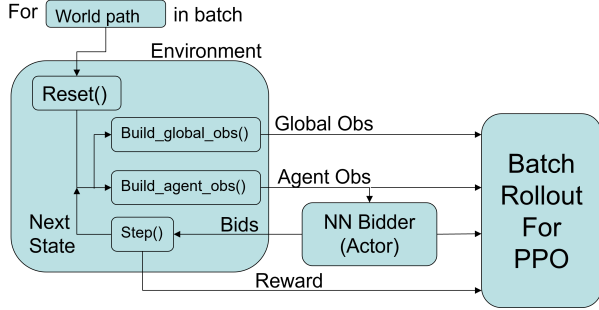 For World path in batch
Environment
Reset()
Build_global_obs()
Global Obs
Build_agent_obs()
Agent Obs
Next
State
Step()
Bids
NN Bidder
(Actor)
Reward
Batch
Rollout
For
PPO